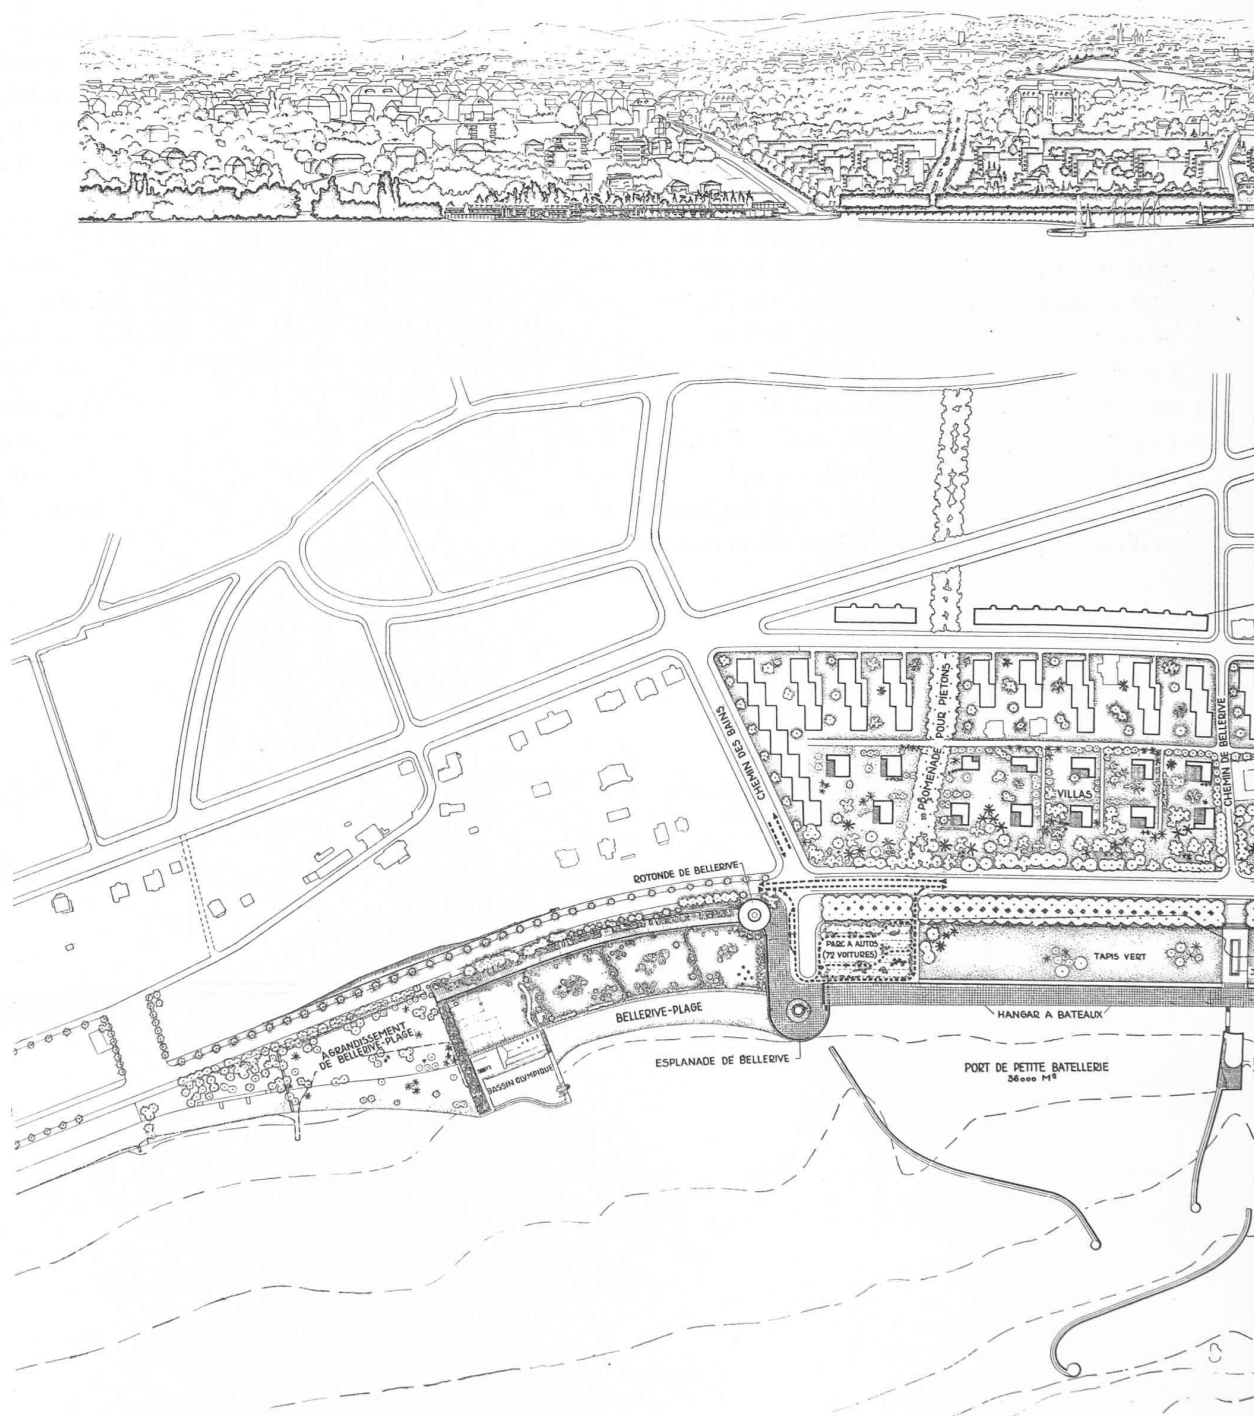 CHEMIN DES BAINS
PROMENADE POUR PIETONS
VILLAS
CHEMIN DE BELLERIVE
ROTONDE DE BELLERIVE
PARC A AUTOS
(72 VOITURES)
TAPIS VERT
BELLERIVE-PLAGE
HANGAR A BATEAUX
AGRANDISSEMENT
DE BELLERIVE-PLAGE
BASSIN OLYMPIQUE
ESPLANADE DE BELLERIVE
PORT DE PETITE BATELLERIE
36000 M²